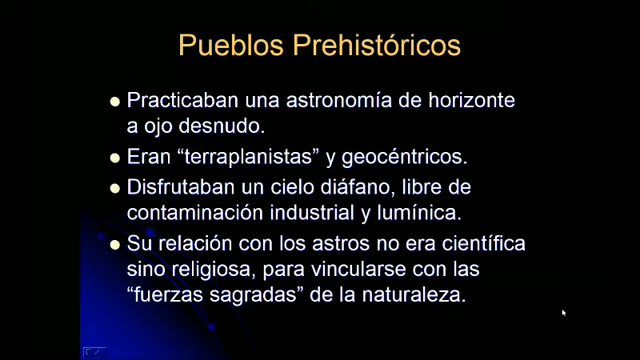 Pueblos Prehistóricos
● Practicaban una astronomía de horizonte
a ojo desnudo.
● Eran “terraplanistas” y geocéntricos.
● Disfrutaban un cielo diáfano, libre de
contaminación industrial y lumínica.
● Su relación con los astros no era científica
sino religiosa, para vincularse con las
“fuerzas sagradas” de la naturaleza.